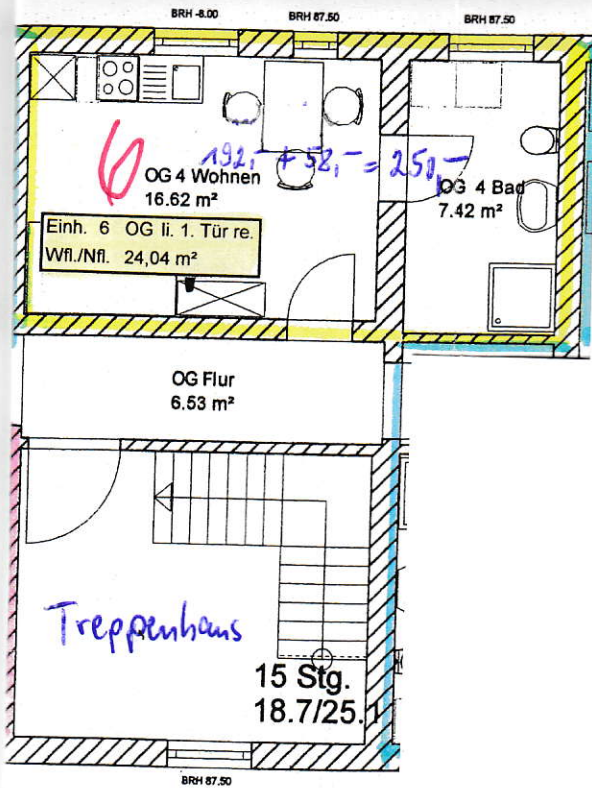 BRH -8.00
BRH 87.50
BRH 87.50
6
192,- + 58,- = 250,-
OG 4 Wohnen
16.62 m²
OG 4 Bad
7.42 m²
Einh. 6 OG li. 1. Tür re.
Wfl./Nfl. 24,04 m²
OG Flur
6.53 m²
Treppenhaus
15 Stg.
18.7/25.1
BRH 87.50